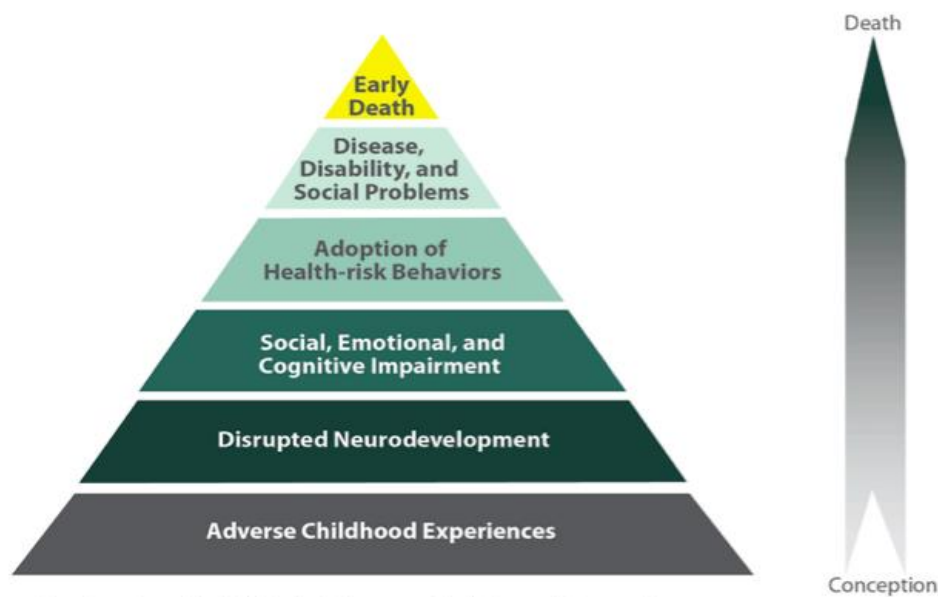 Death
Early
Death
Disease,
Disability, and
Social Problems
Adoption of
Health-risk Behaviors
Social, Emotional, and
Cognitive Impairment
Disrupted Neurodevelopment
Adverse Childhood Experiences
Conception